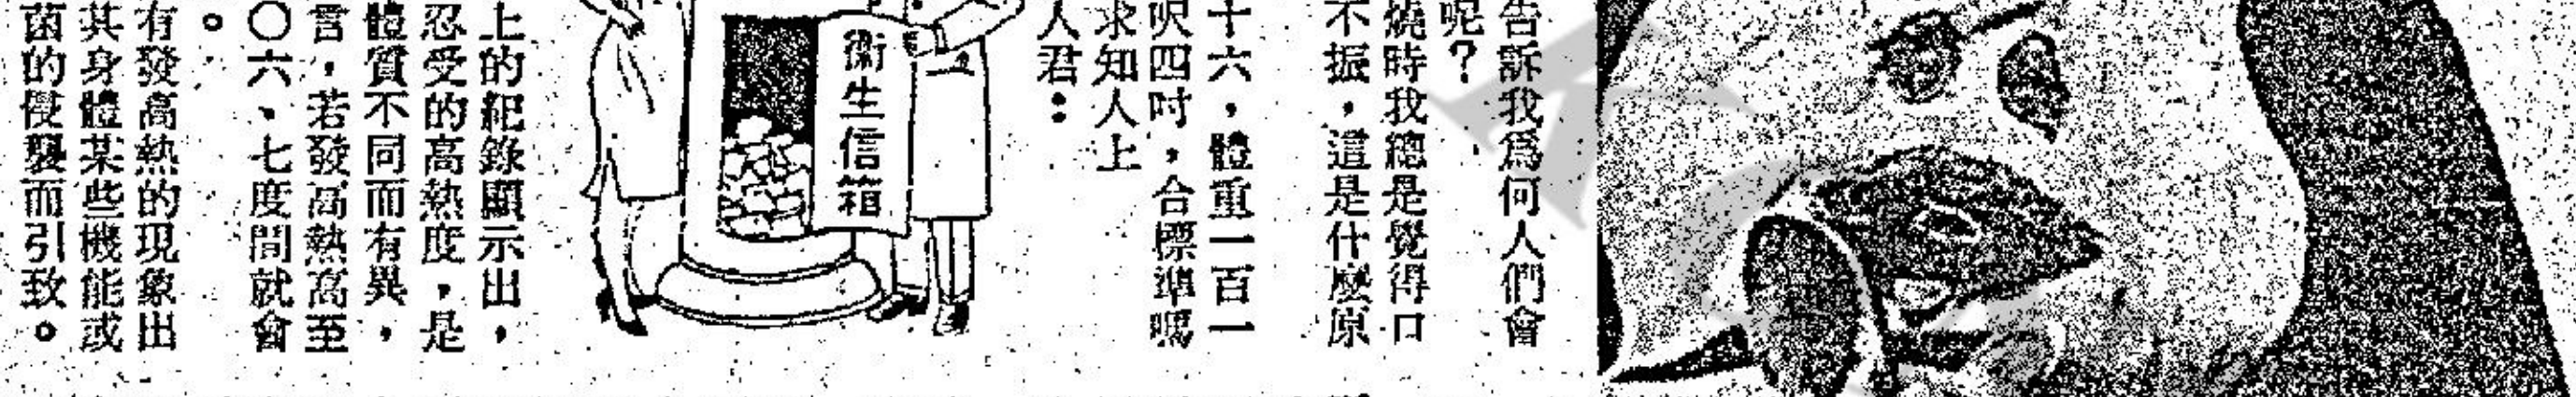 告訴我爲何人們會
呢？
燒時我總是覺得口
不振，這是什麼原
十六，體重一百一
呎四吋，合標準嗎
求知人上
人君：
衛生信箱
上的紀錄顯示出，
忍受的高熱度，是
體質不同而有異，
言，若發高熱高至
〇六、七度間就會
。
有發高熱的現象出
其身體某些機能或
菌的侵襲而引致。